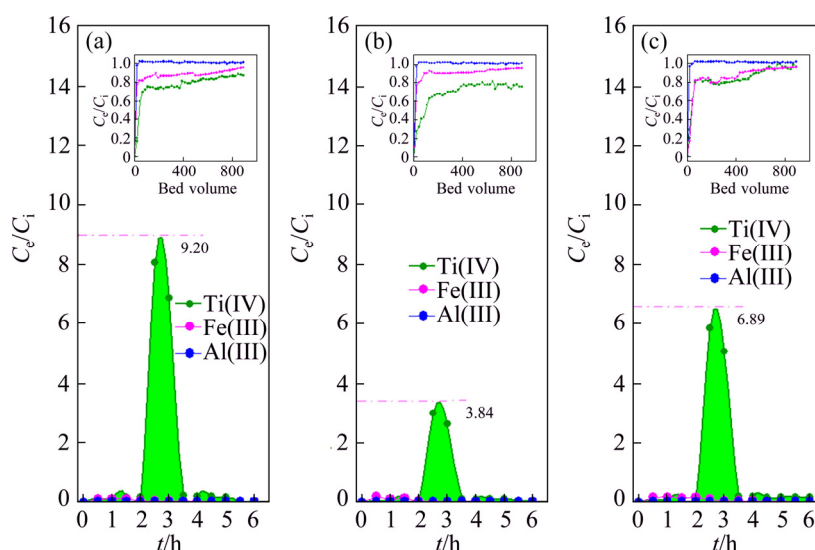 (a)
16
14
12
10
8
6
4
2
0
Ce/Ci
1.0
0.8
0.6
0.4
0.2
0
Ce/Ci
0 400 800
Bed volume
9.20
Ti(IV)
Fe(III)
Al(III)
0 1 2 3 4 5 6
t/h
(b)
16
14
12
10
8
6
4
2
0
Ce/Ci
1.0
0.8
0.6
0.4
0.2
0
Ce/Ci
0 400 800
Bed volume
Ti(IV)
Fe(III)
Al(III)
3.84
0 1 2 3 4 5 6
t/h
(c)
16
14
12
10
8
6
4
2
0
Ce/Ci
1.0
0.8
0.6
0.4
0.2
0
Ce/Ci
0 400 800
Bed volume
Ti(IV)
Fe(III)
Al(III)
6.89
0 1 2 3 4 5 6
t/h